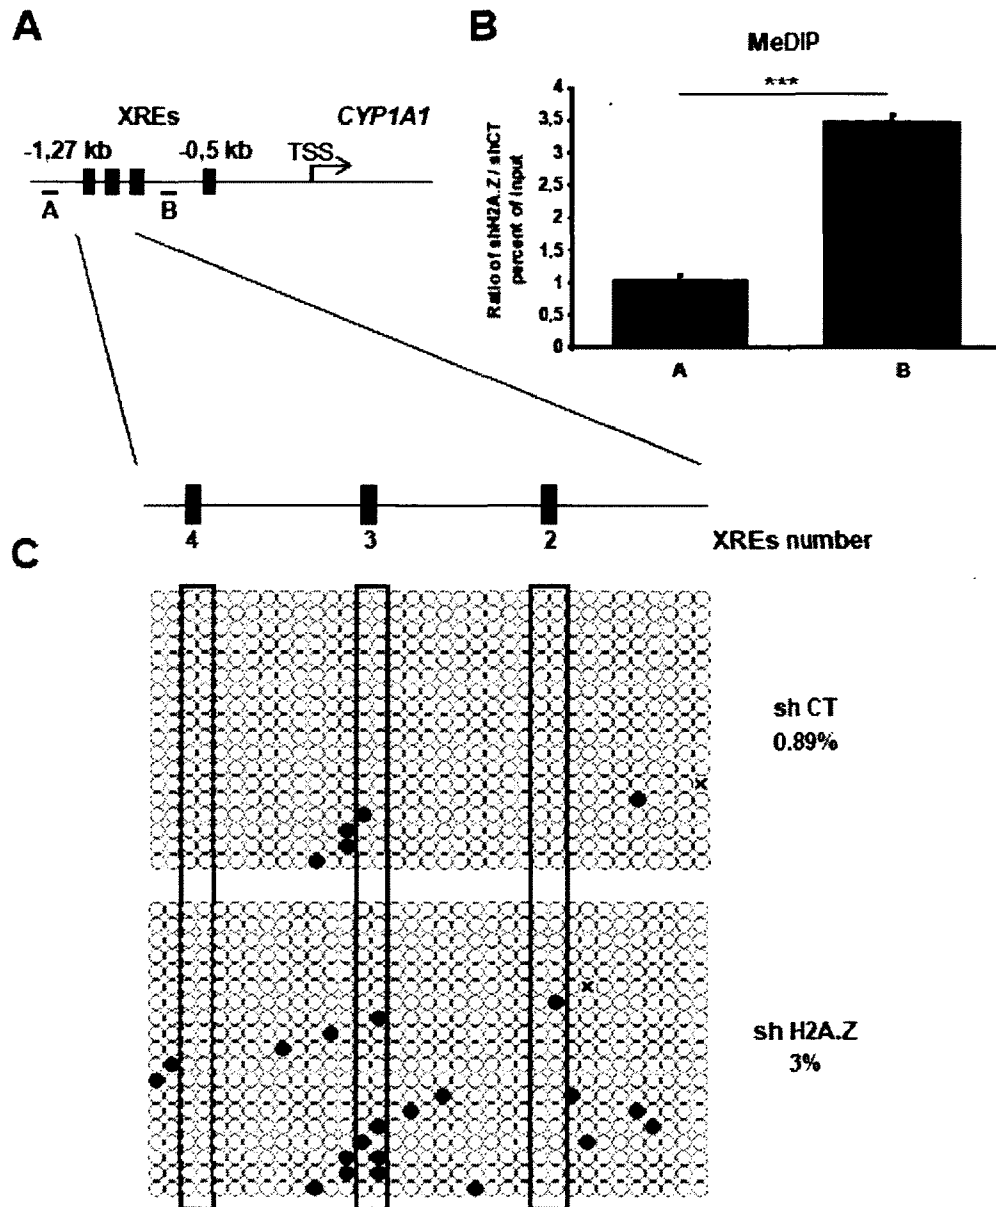 A
XREs
CYP1A1
-1,27 kb
-0,5 kb
TSS
A
B
B
MeDIP
***
Ratio of shH2A.Z / shCT
percent of Input
4
3,5
3
2,5
2
1,5
1
0,5
0
A
B
4
3
2
XREs number
C
sh CT
0.89%
x
x
sh H2A.Z
3%